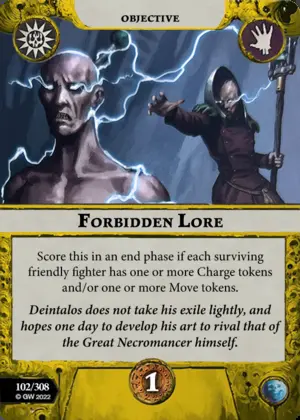 OBJECTIVE
FORBIDDEN LORE
Score this in an end phase if each surviving
friendly fighter has one or more Charge tokens
and/or one or more Move tokens.
Deintalos does not take his exile lightly, and
hopes one day to develop his art to rival that of
the Great Necromancer himself.
102/308
© GW 2022
1